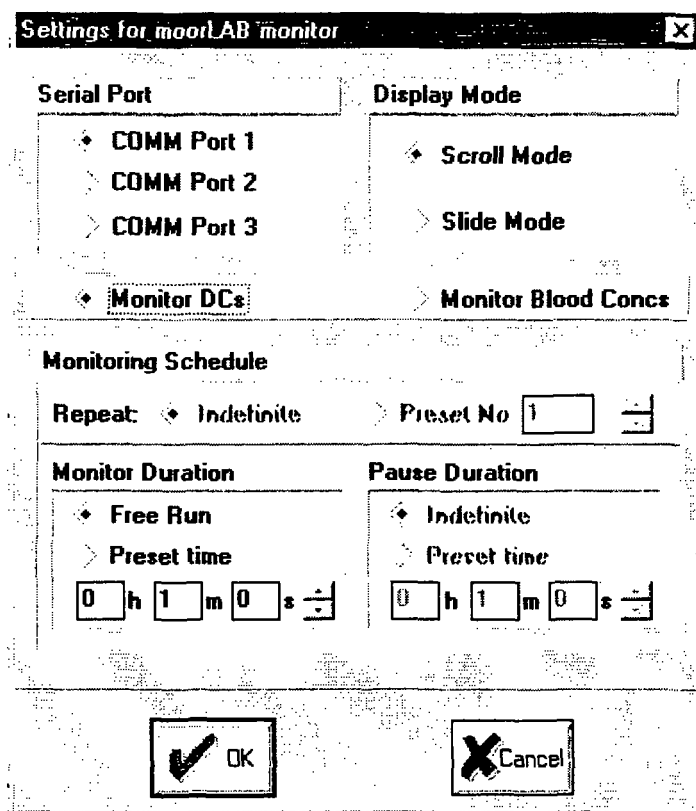 Settings for moorLAB monitor
Serial Port
COMM Port 1
COMM Port 2
COMM Port 3
Display Mode
Scroll Mode
Slide Mode
Monitor DCs
Monitor Blood Concs
Monitoring Schedule
Repeat: Indefinite Preset No 1
Monitor Duration
Free Run
Preset time
0 h 1 m 0 s
Pause Duration
Indefinite
Preset time
0 h 1 m 0 s
OK
Cancel